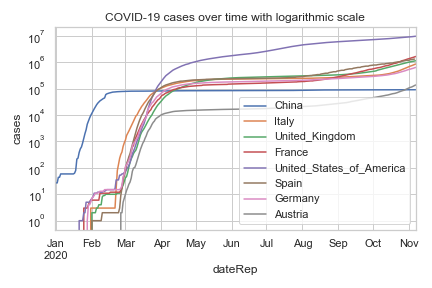 COVID-19 cases over time with logarithmic scale
10^7
10^6
10^5
10^4
10^3
10^2
10^1
10^0
cases
China
Italy
United_Kingdom
France
United_States_of_America
Spain
Germany
Austria
Jan Feb Mar Apr May Jun Jul Aug Sep Oct Nov
2020
dateRep